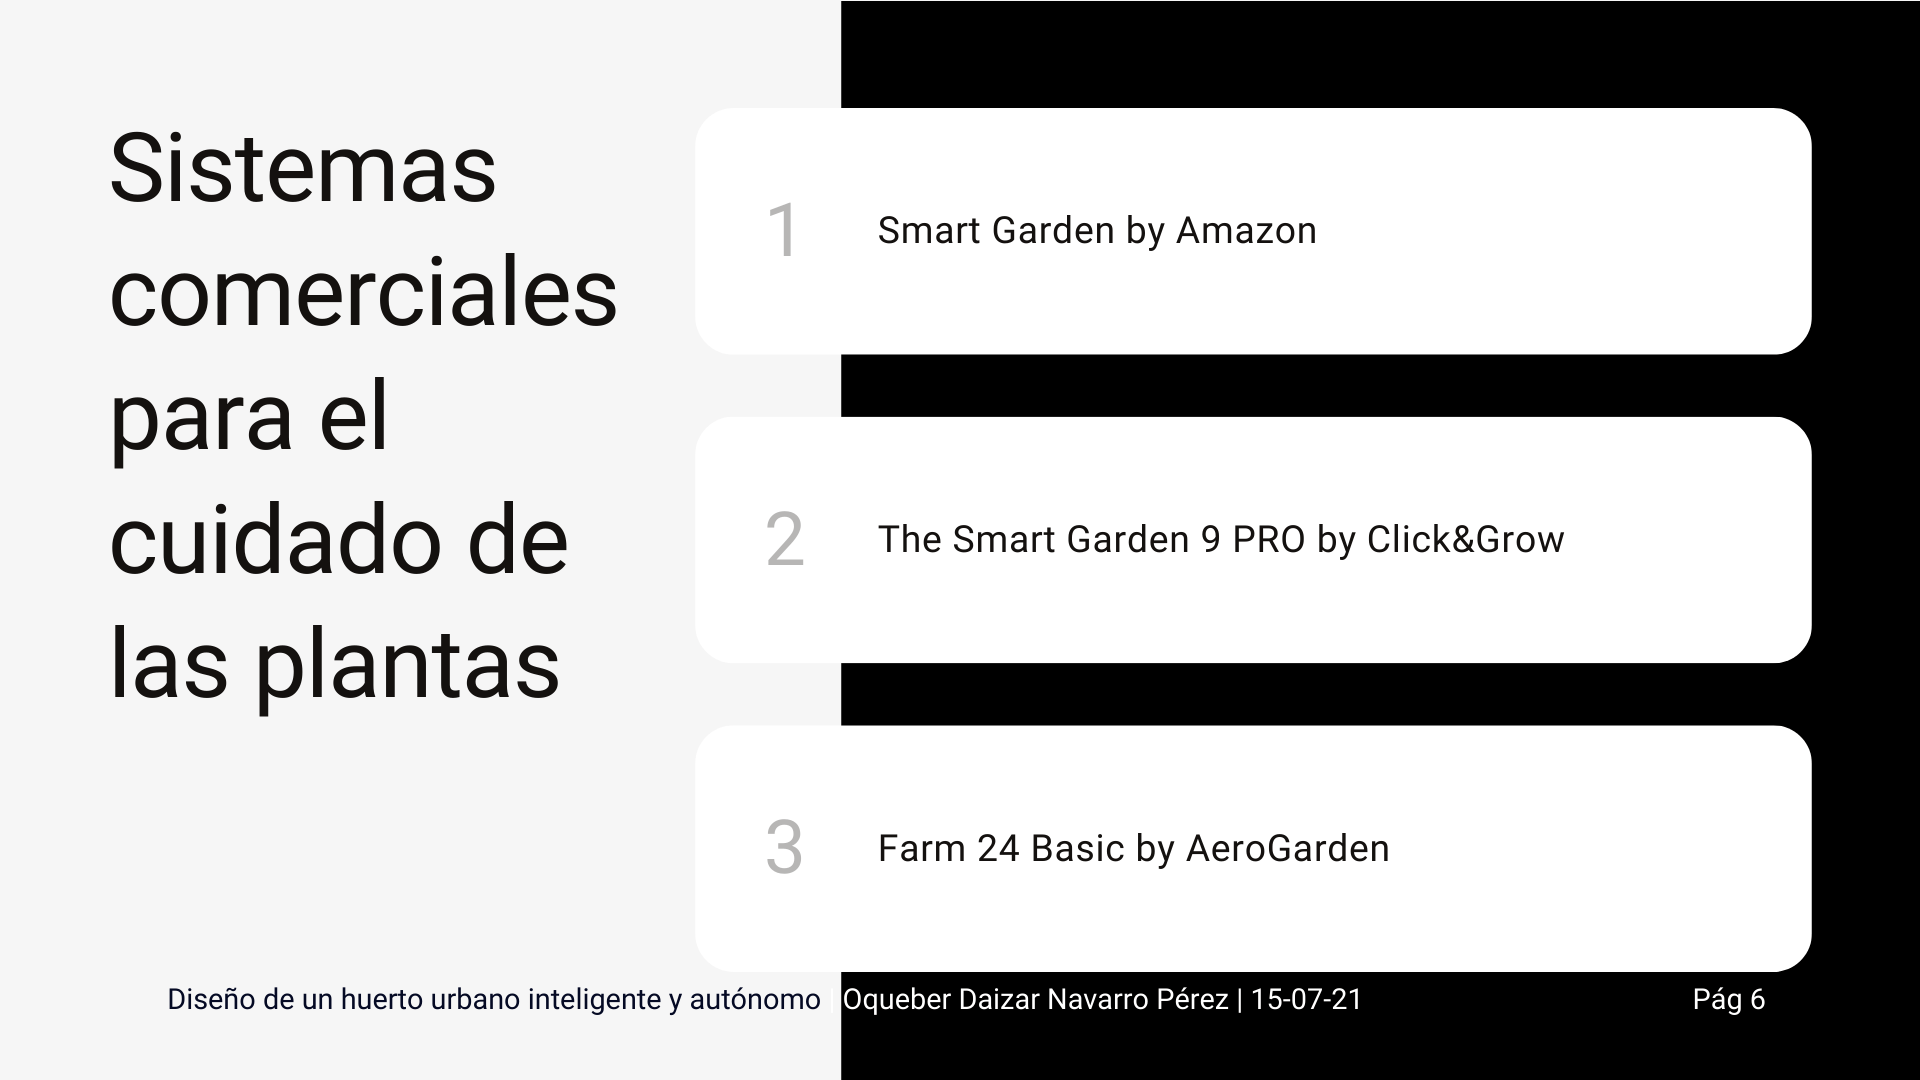 Sistemas
comerciales
para el
cuidado de
las plantas
1 Smart Garden by Amazon
2 The Smart Garden 9 PRO by Click&Grow
3 Farm 24 Basic by AeroGarden
Diseño de un huerto urbano inteligente y autónomo | Oqueber Daizar Navarro Pérez | 15-07-21 Pág 6